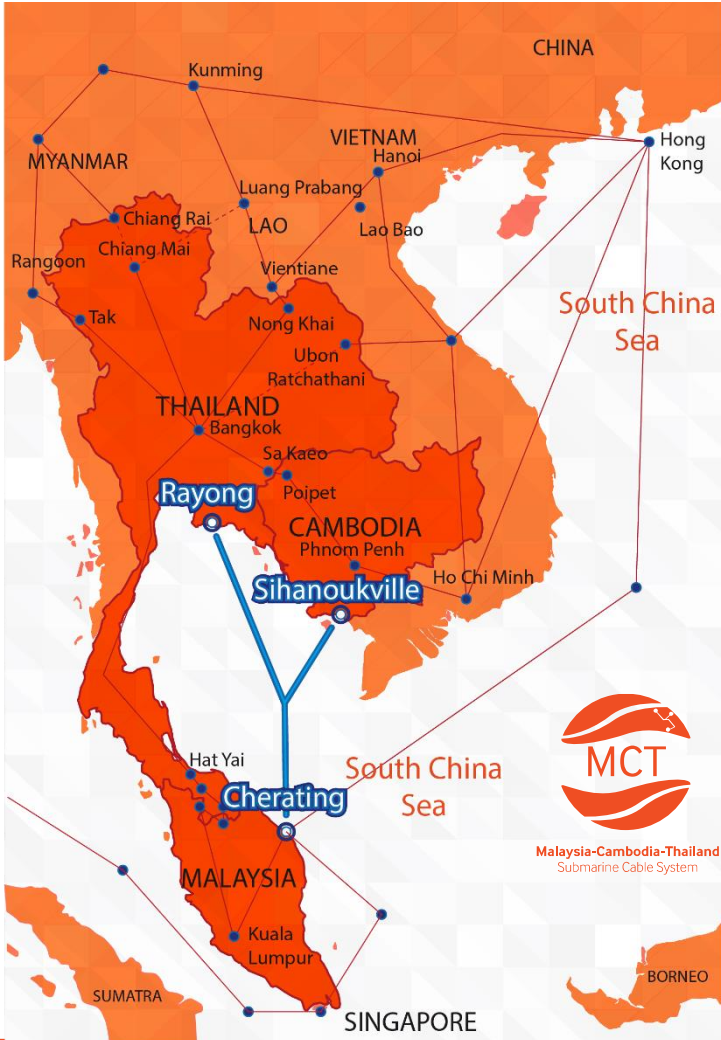 CHINA
Kunming
VIETNAM
Hanoi
Hong
Kong
MYANMAR
Luang Prabang
Chiang Rai
LAO
Lao Bao
Chiang Mai
Rangoon
Vientiane
South China
Sea
Tak
Nong Khai
Ubon
Ratchathani
THAILAND
Bangkok
Sa Kaeo
Rayong
Poipet
CAMBODIA
Phnom Penh
Ho Chi Minh
Sihanoukville
Hat Yai
South China
Sea
MCT
Cherating
Malaysia-Cambodia-Thailand
Submarine Cable System
MALAYSIA
Kuala
Lumpur
BORNEO
SUMATRA
SINGAPORE